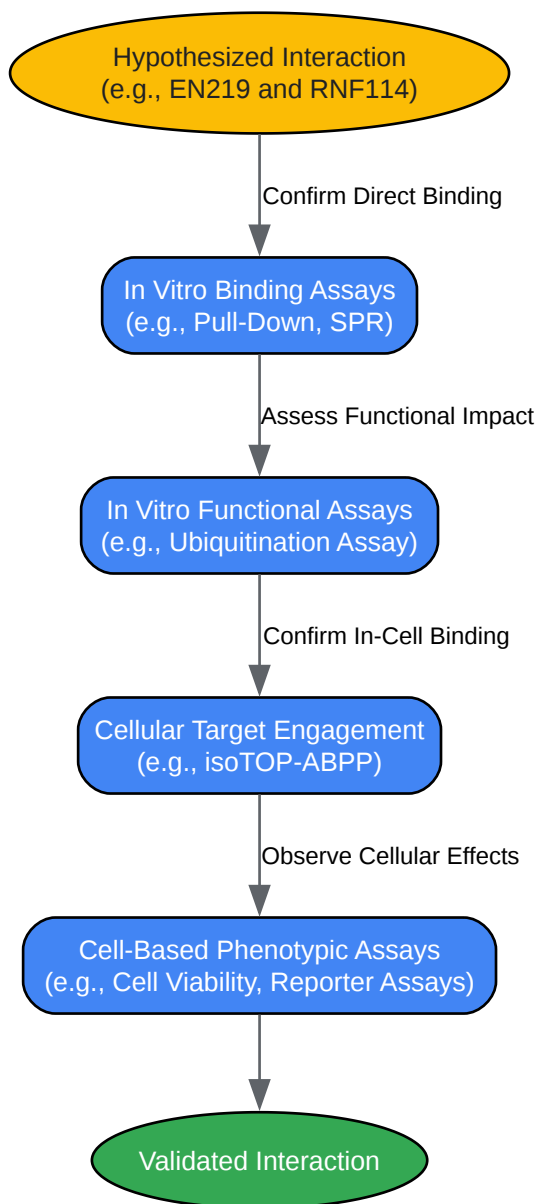 Hypothesized Interaction
(e.g., EN219 and RNF114)
Confirm Direct Binding
In Vitro Binding Assays
(e.g., Pull-Down, SPR)
Assess Functional Impact
In Vitro Functional Assays
(e.g., Ubiquitination Assay)
Confirm In-Cell Binding
Cellular Target Engagement
(e.g., isoTOP-ABPP)
Observe Cellular Effects
Cell-Based Phenotypic Assays
(e.g., Cell Viability, Reporter Assays)
Validated Interaction